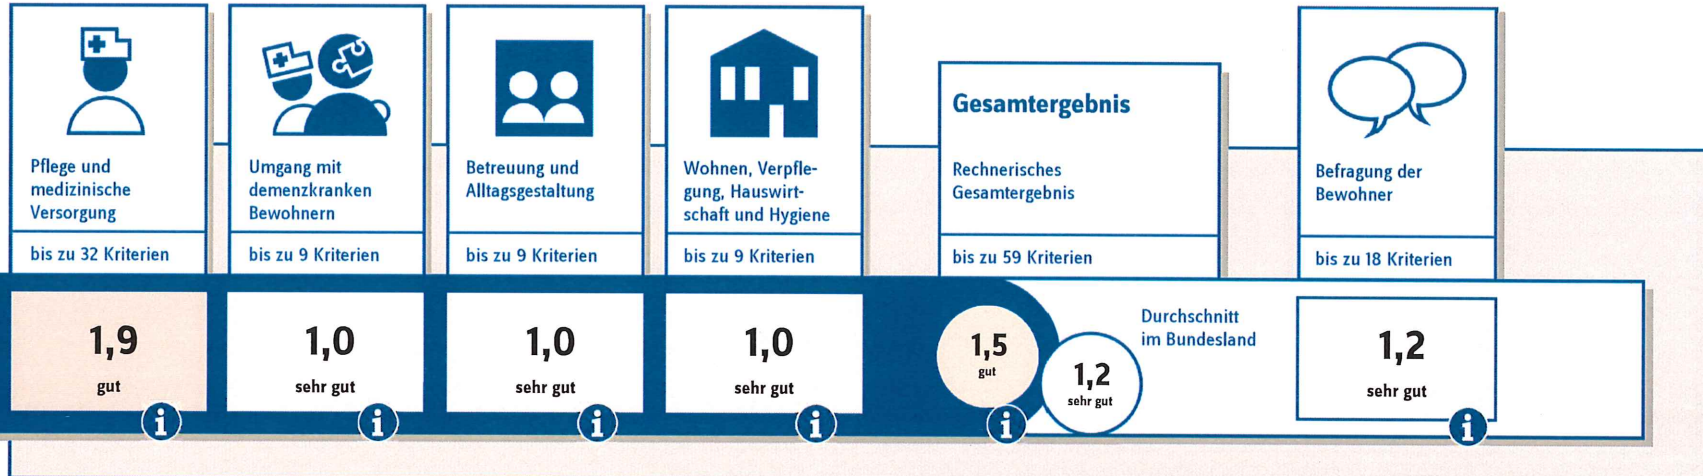 Pflege und
medizinische
Versorgung
bis zu 32 Kriterien
1,9
gut
i
Umgang mit
demenzkranken
Bewohnern
bis zu 9 Kriterien
1,0
sehr gut
i
Betreuung und
Alltagsgestaltung
bis zu 9 Kriterien
1,0
sehr gut
i
Wohnen, Verpfle-
gung, Hauswirt-
schaft und Hygiene
bis zu 9 Kriterien
1,0
sehr gut
i
Gesamtergebnis
Rechnerisches
Gesamtergebnis
bis zu 59 Kriterien
1,5
gut
i
1,2
sehr gut
Durchschnitt
im Bundesland
Befragung der
Bewohner
bis zu 18 Kriterien
1,2
sehr gut
i